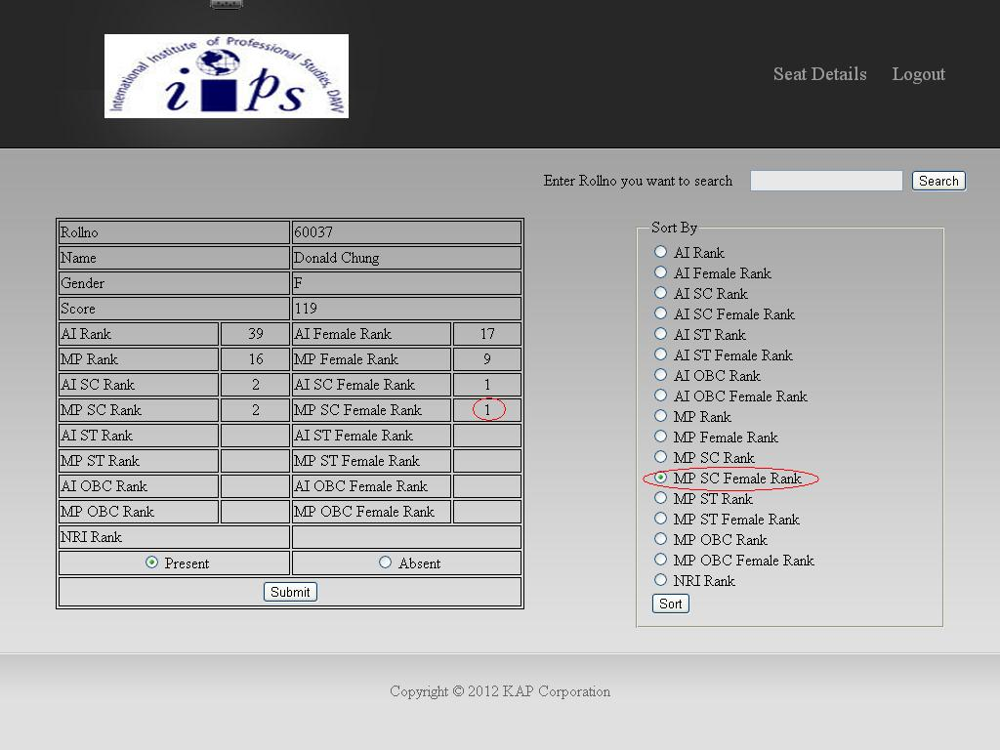 International Institute of Professional Studies, DAVV
ips
Seat Details Logout
Enter Rollno you want to search Search
Rollno 60037
Name Donald Chung
Gender F
Score 119
AI Rank 39 AI Female Rank 17
MP Rank 16 MP Female Rank 9
AI SC Rank 2 AI SC Female Rank 1
MP SC Rank 2 MP SC Female Rank 1
AI ST Rank AI ST Female Rank
MP ST Rank MP ST Female Rank
AI OBC Rank AI OBC Female Rank
MP OBC Rank MP OBC Female Rank
NRI Rank
Present Absent
Submit
Sort By
AI Rank
AI Female Rank
AI SC Rank
AI SC Female Rank
AI ST Rank
AI ST Female Rank
AI OBC Rank
AI OBC Female Rank
MP Rank
MP Female Rank
MP SC Rank
MP SC Female Rank
MP ST Rank
MP ST Female Rank
MP OBC Rank
MP OBC Female Rank
NRI Rank
Sort
Copyright © 2012 KAP Corporation